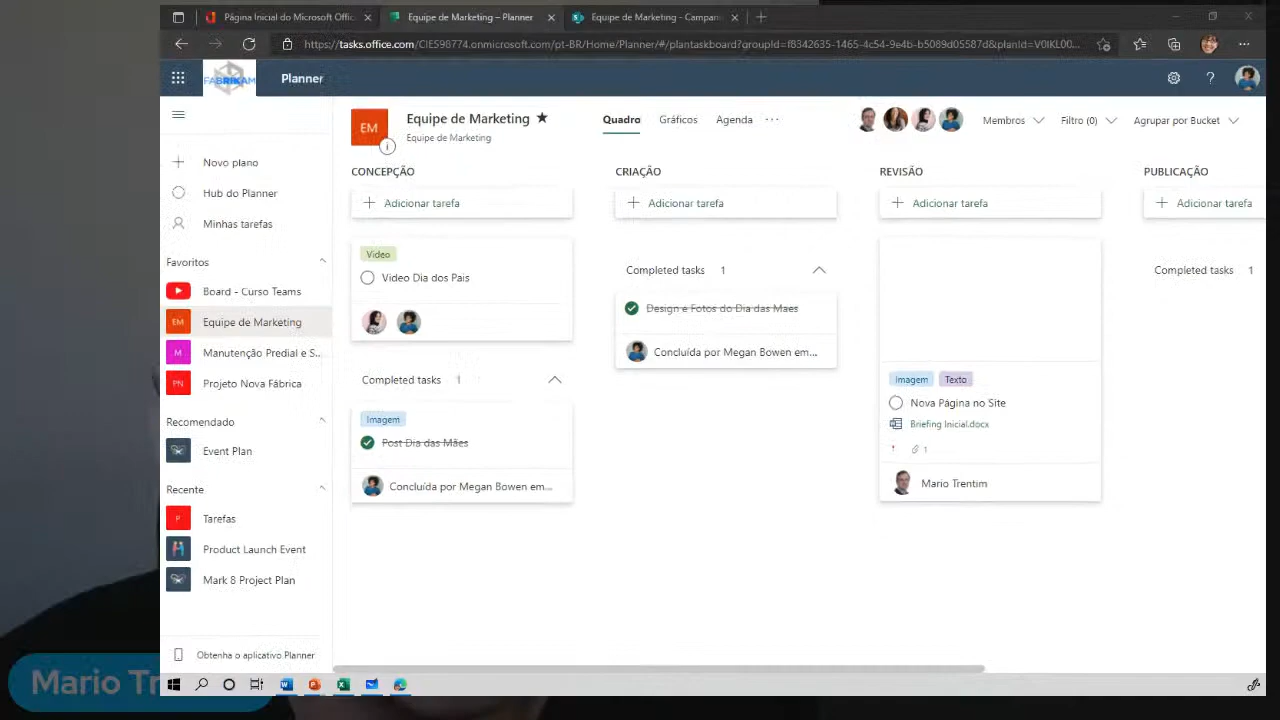 Página Inicial do Microsoft Offic
Equipe de Marketing – Planner
Equipe de Marketing - Campan
https://tasks.office.com/CIE598774.onmicrosoft.com/pt-BR/Home/Planner/#/plantaskboard?groupId=f8342635-1465-4c54-9e4b-b5089d05587d&planId=V0IKL00...
FABRIKAM
Planner
EM
Equipe de Marketing
Equipe de Marketing
Quadro
Gráficos
Agenda
Membros
Filtro (0)
Agrupar por Bucket
Novo plano
Hub do Planner
Minhas tarefas
Favoritos
Board - Curso Teams
EM
Equipe de Marketing
M
Manutenção Predial e S...
PN
Projeto Nova Fábrica
Recomendado
Event Plan
Recente
P
Tarefas
Product Launch Event
Mark 8 Project Plan
Obtenha o aplicativo Planner
CONCEPÇÃO
Adicionar tarefa
Video
Video Dia dos Pais
Completed tasks 1
Imagem
Post Dia das Mães
Concluída por Megan Bowen em...
CRIAÇÃO
Adicionar tarefa
Completed tasks 1
Design e Fotos do Dia das Maes
Concluída por Megan Bowen em...
REVISÃO
Adicionar tarefa
Imagem
Texto
Nova Página no Site
Briefing Inicial.docx
1
Mario Trentim
PUBLICAÇÃO
Adicionar tarefa
Completed tasks 1
Mario Tr